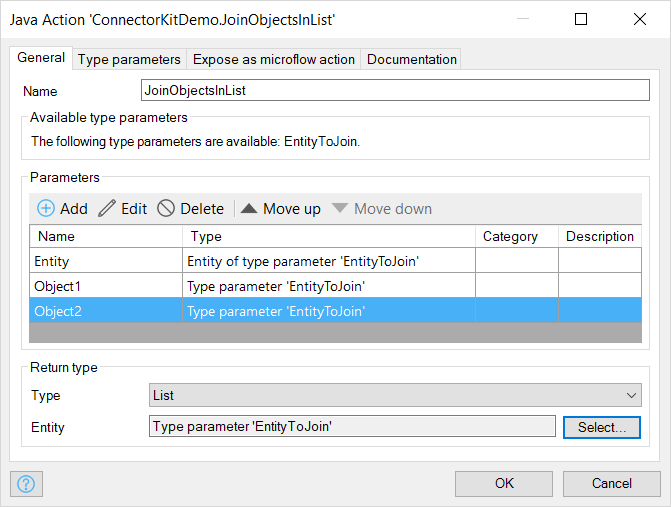 Java Action 'ConnectorKitDemo.JoinObjectsInList'
General Type parameters Expose as microflow action Documentation
Name JoinObjectsInList
Available type parameters
The following type parameters are available: EntityToJoin.
Parameters
Add Edit Delete Move up Move down
Name Type Category Description
Entity Entity of type parameter 'EntityToJoin'
Object1 Type parameter 'EntityToJoin'
Object2 Type parameter 'EntityToJoin'
Return type
Type List
Entity Type parameter 'EntityToJoin' Select...
? OK Cancel